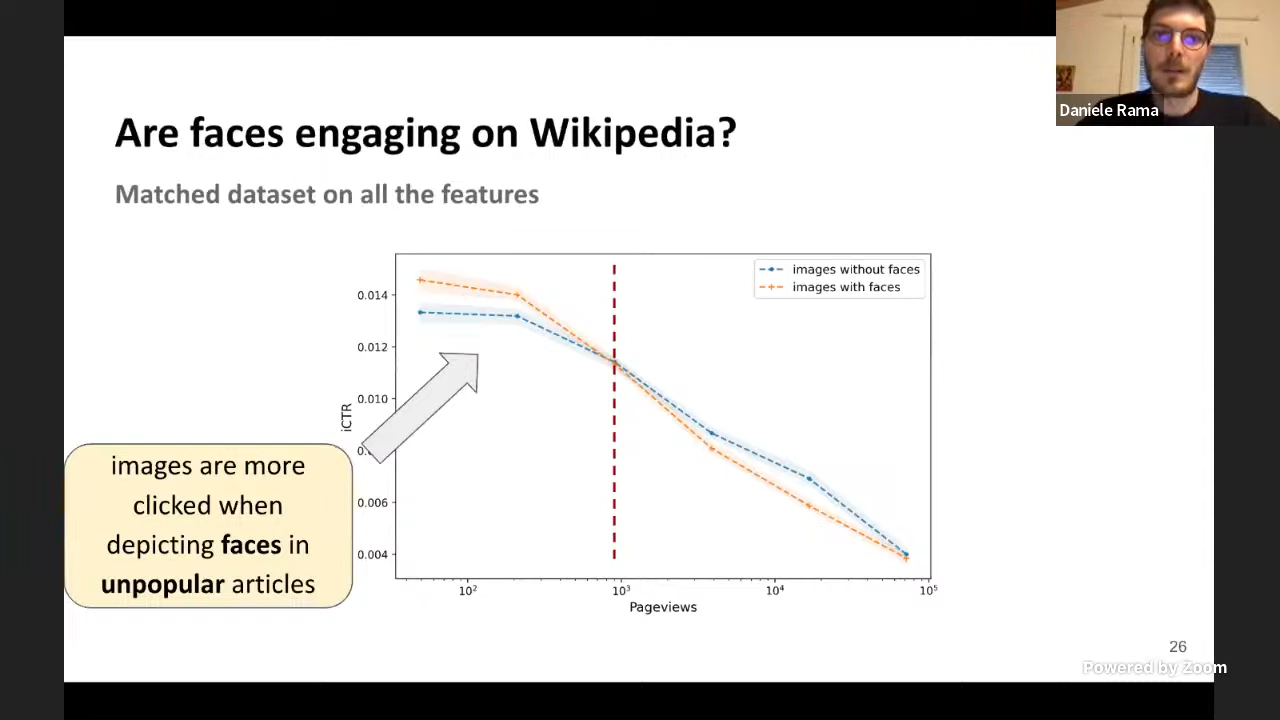 Daniele Rama
Are faces engaging on Wikipedia?
Matched dataset on all the features
images without faces
images with faces
0.014
0.012
0.010
0.006
0.004
iCTR
10²
10³
10⁴
10⁵
Pageviews
images are more
clicked when
depicting faces in
unpopular articles
26
Powered by Zoom